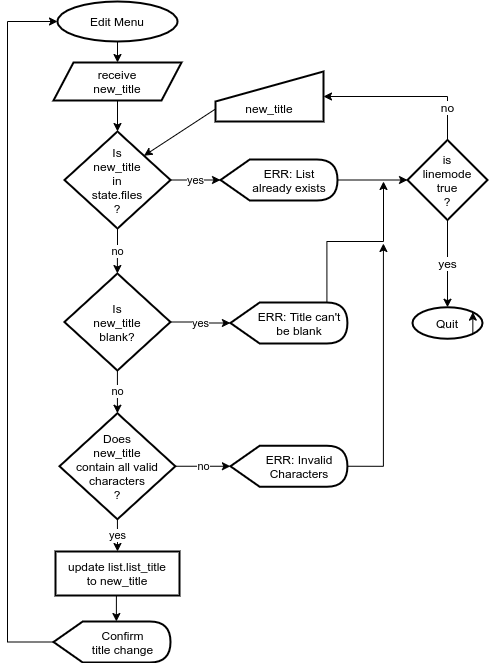 Edit Menu
receive
new_title
new_title
no
Is
new_title
in
state.files
?
yes
ERR: List
already exists
is
linemode
true
?
no
yes
Is
new_title
blank?
yes
ERR: Title can't
be blank
Quit
no
Does
new_title
contain all valid
characters
?
no
ERR: Invalid
Characters
yes
update list.list_title
to new_title
Confirm
title change